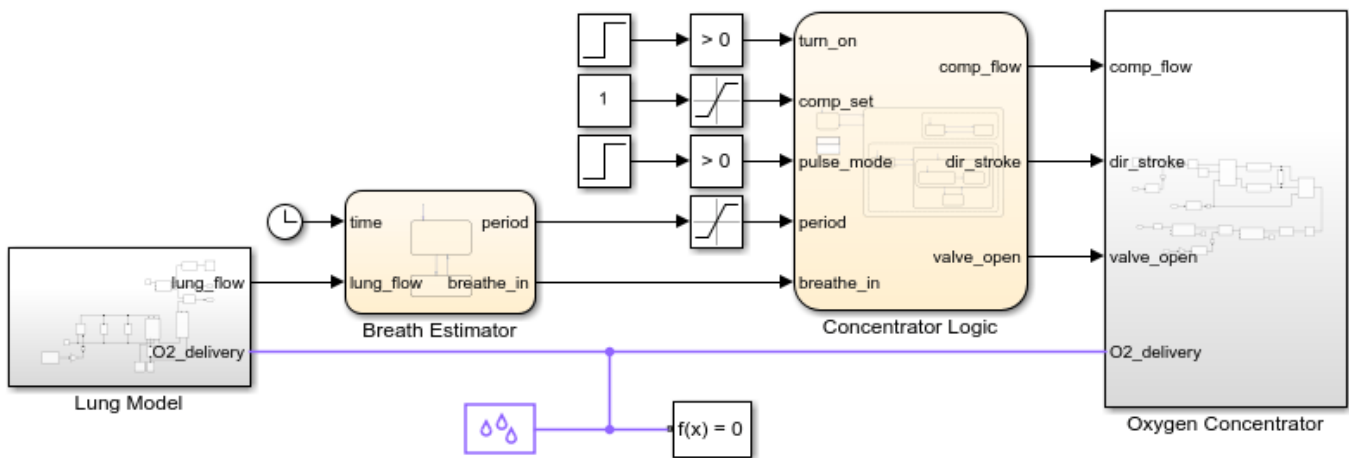 > 0
turn_on
comp_flow
comp_flow
1
comp_set
> 0
pulse_mode
dir_stroke
dir_stroke
time
period
period
valve_open
valve_open
lung_flow
lung_flow
breathe_in
breathe_in
Breath Estimator
Concentrator Logic
O2_delivery
O2_delivery
Lung Model
f(x) = 0
Oxygen Concentrator